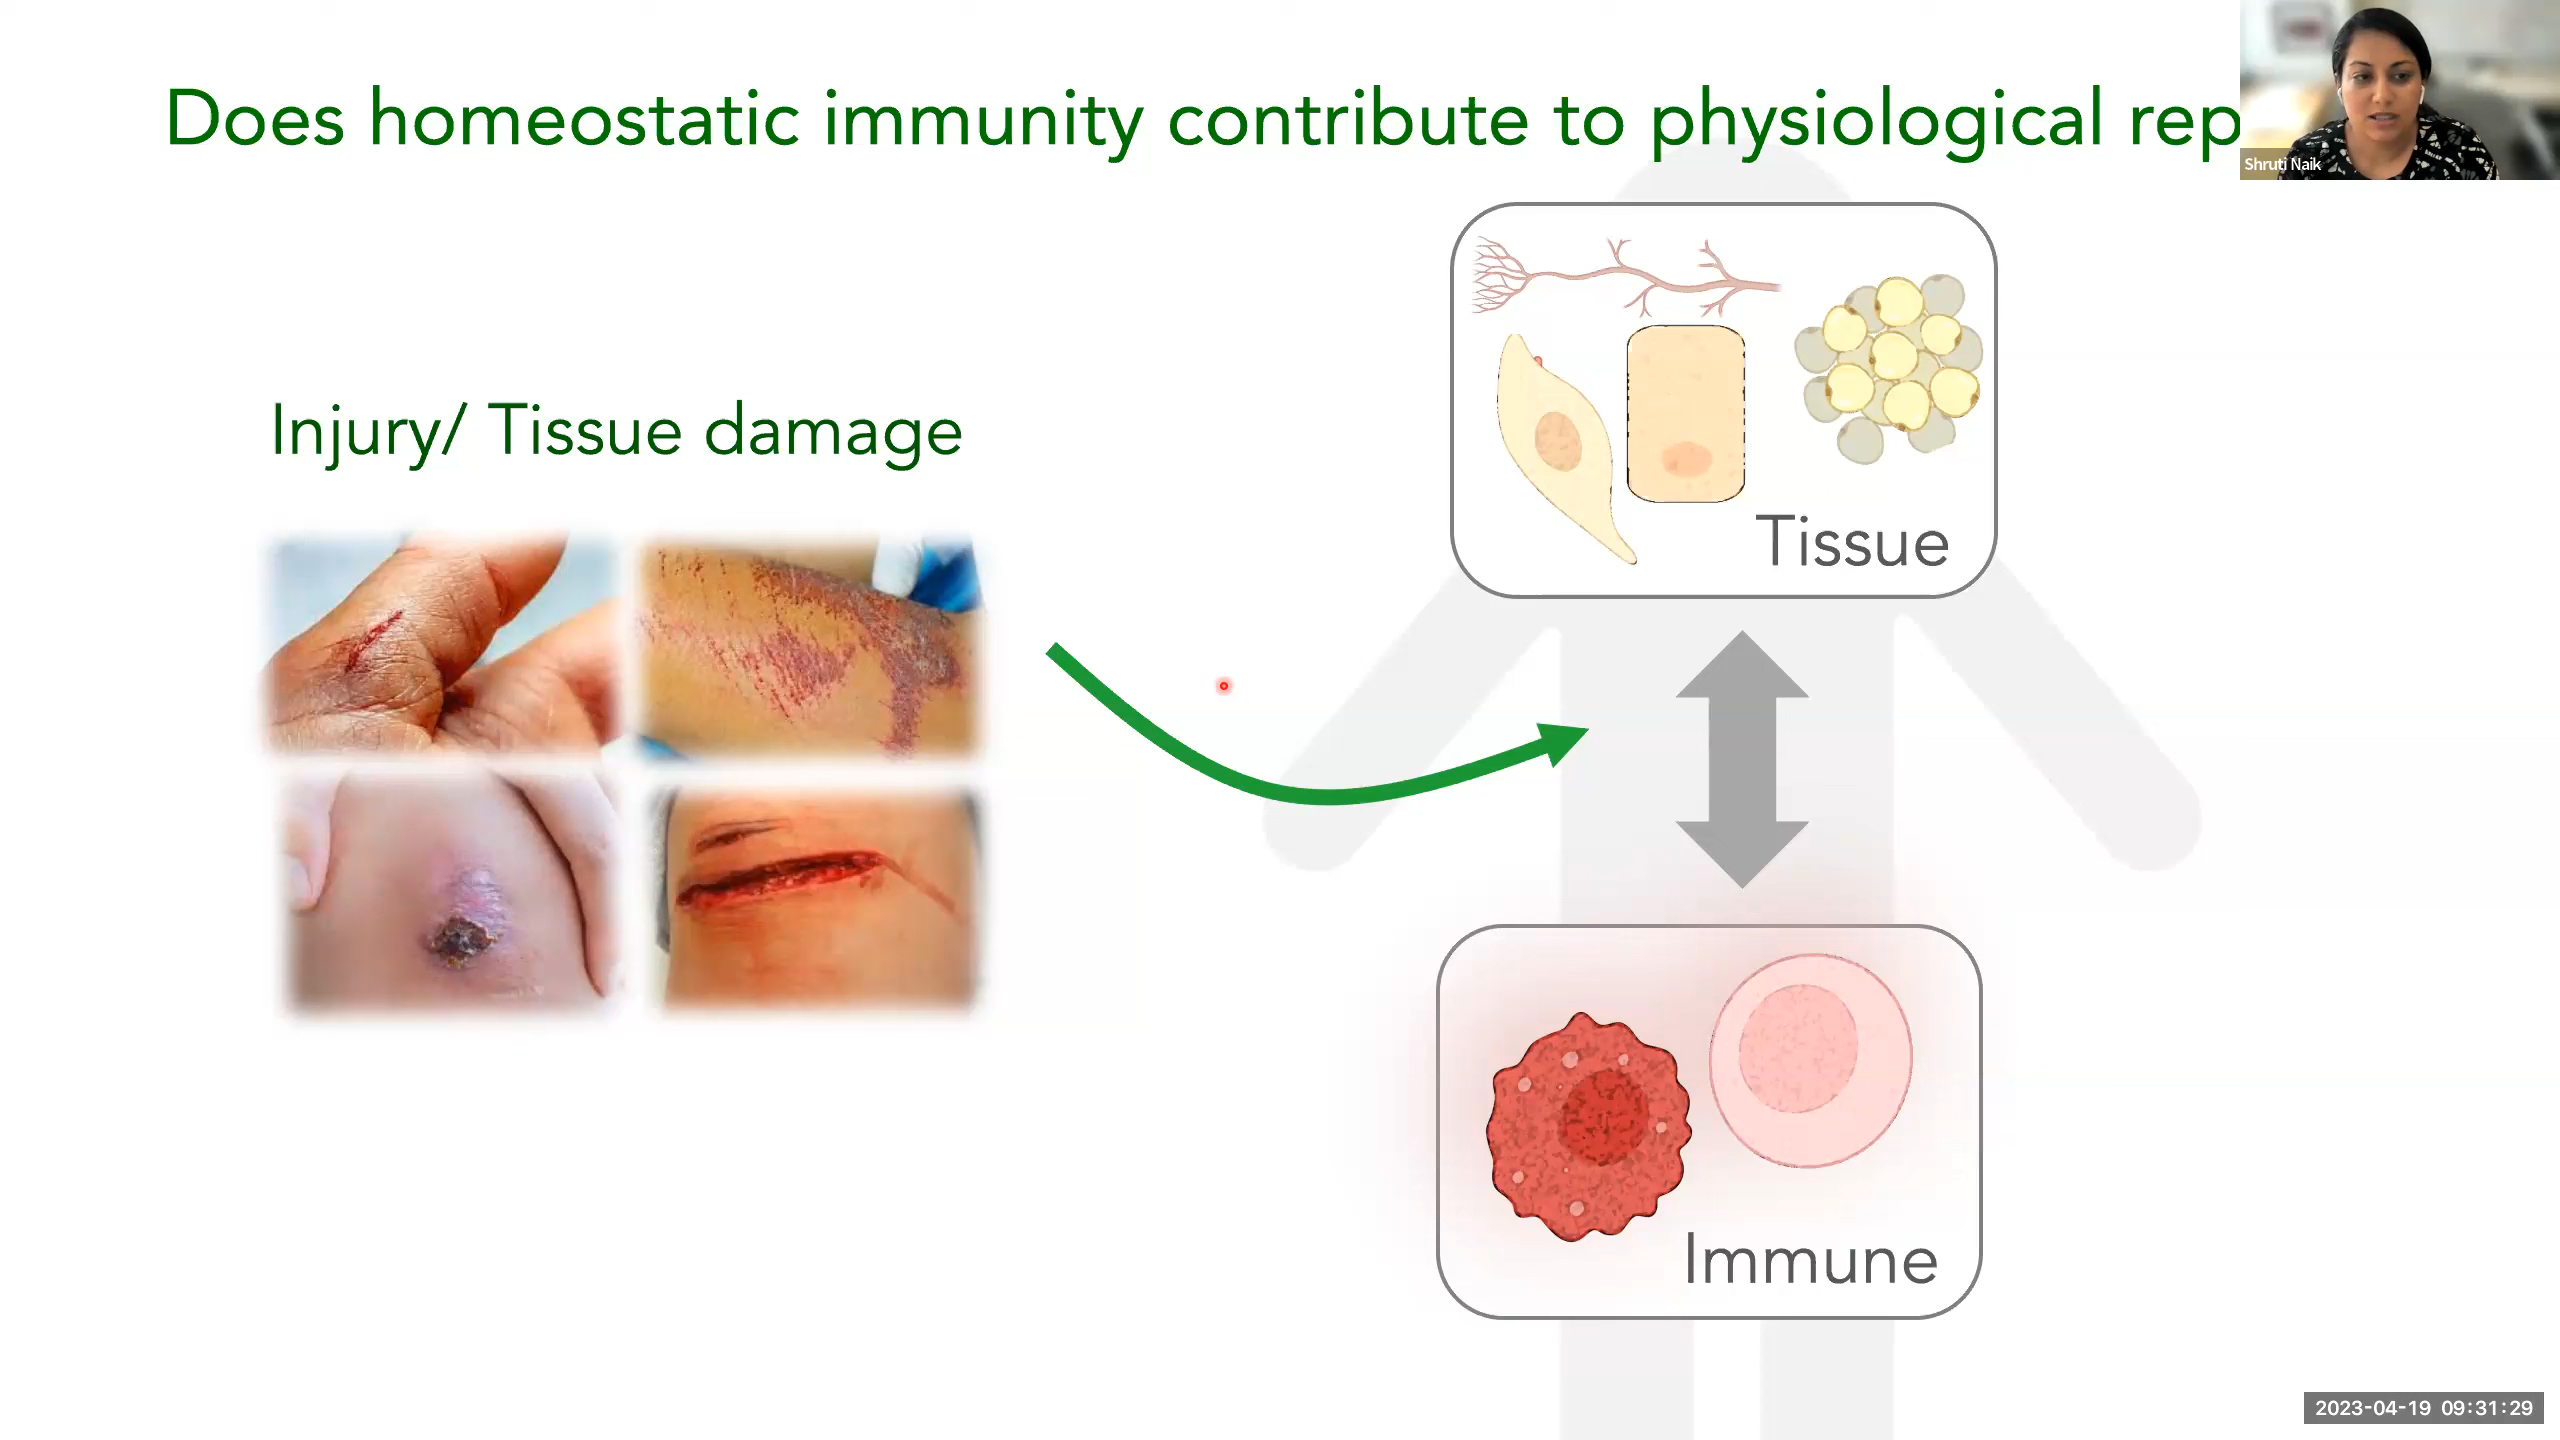 Does homeostatic immunity contribute to physiological rep
Shruti Naik
Injury/ Tissue damage
Tissue
Immune
2023-04-19 09:31:29